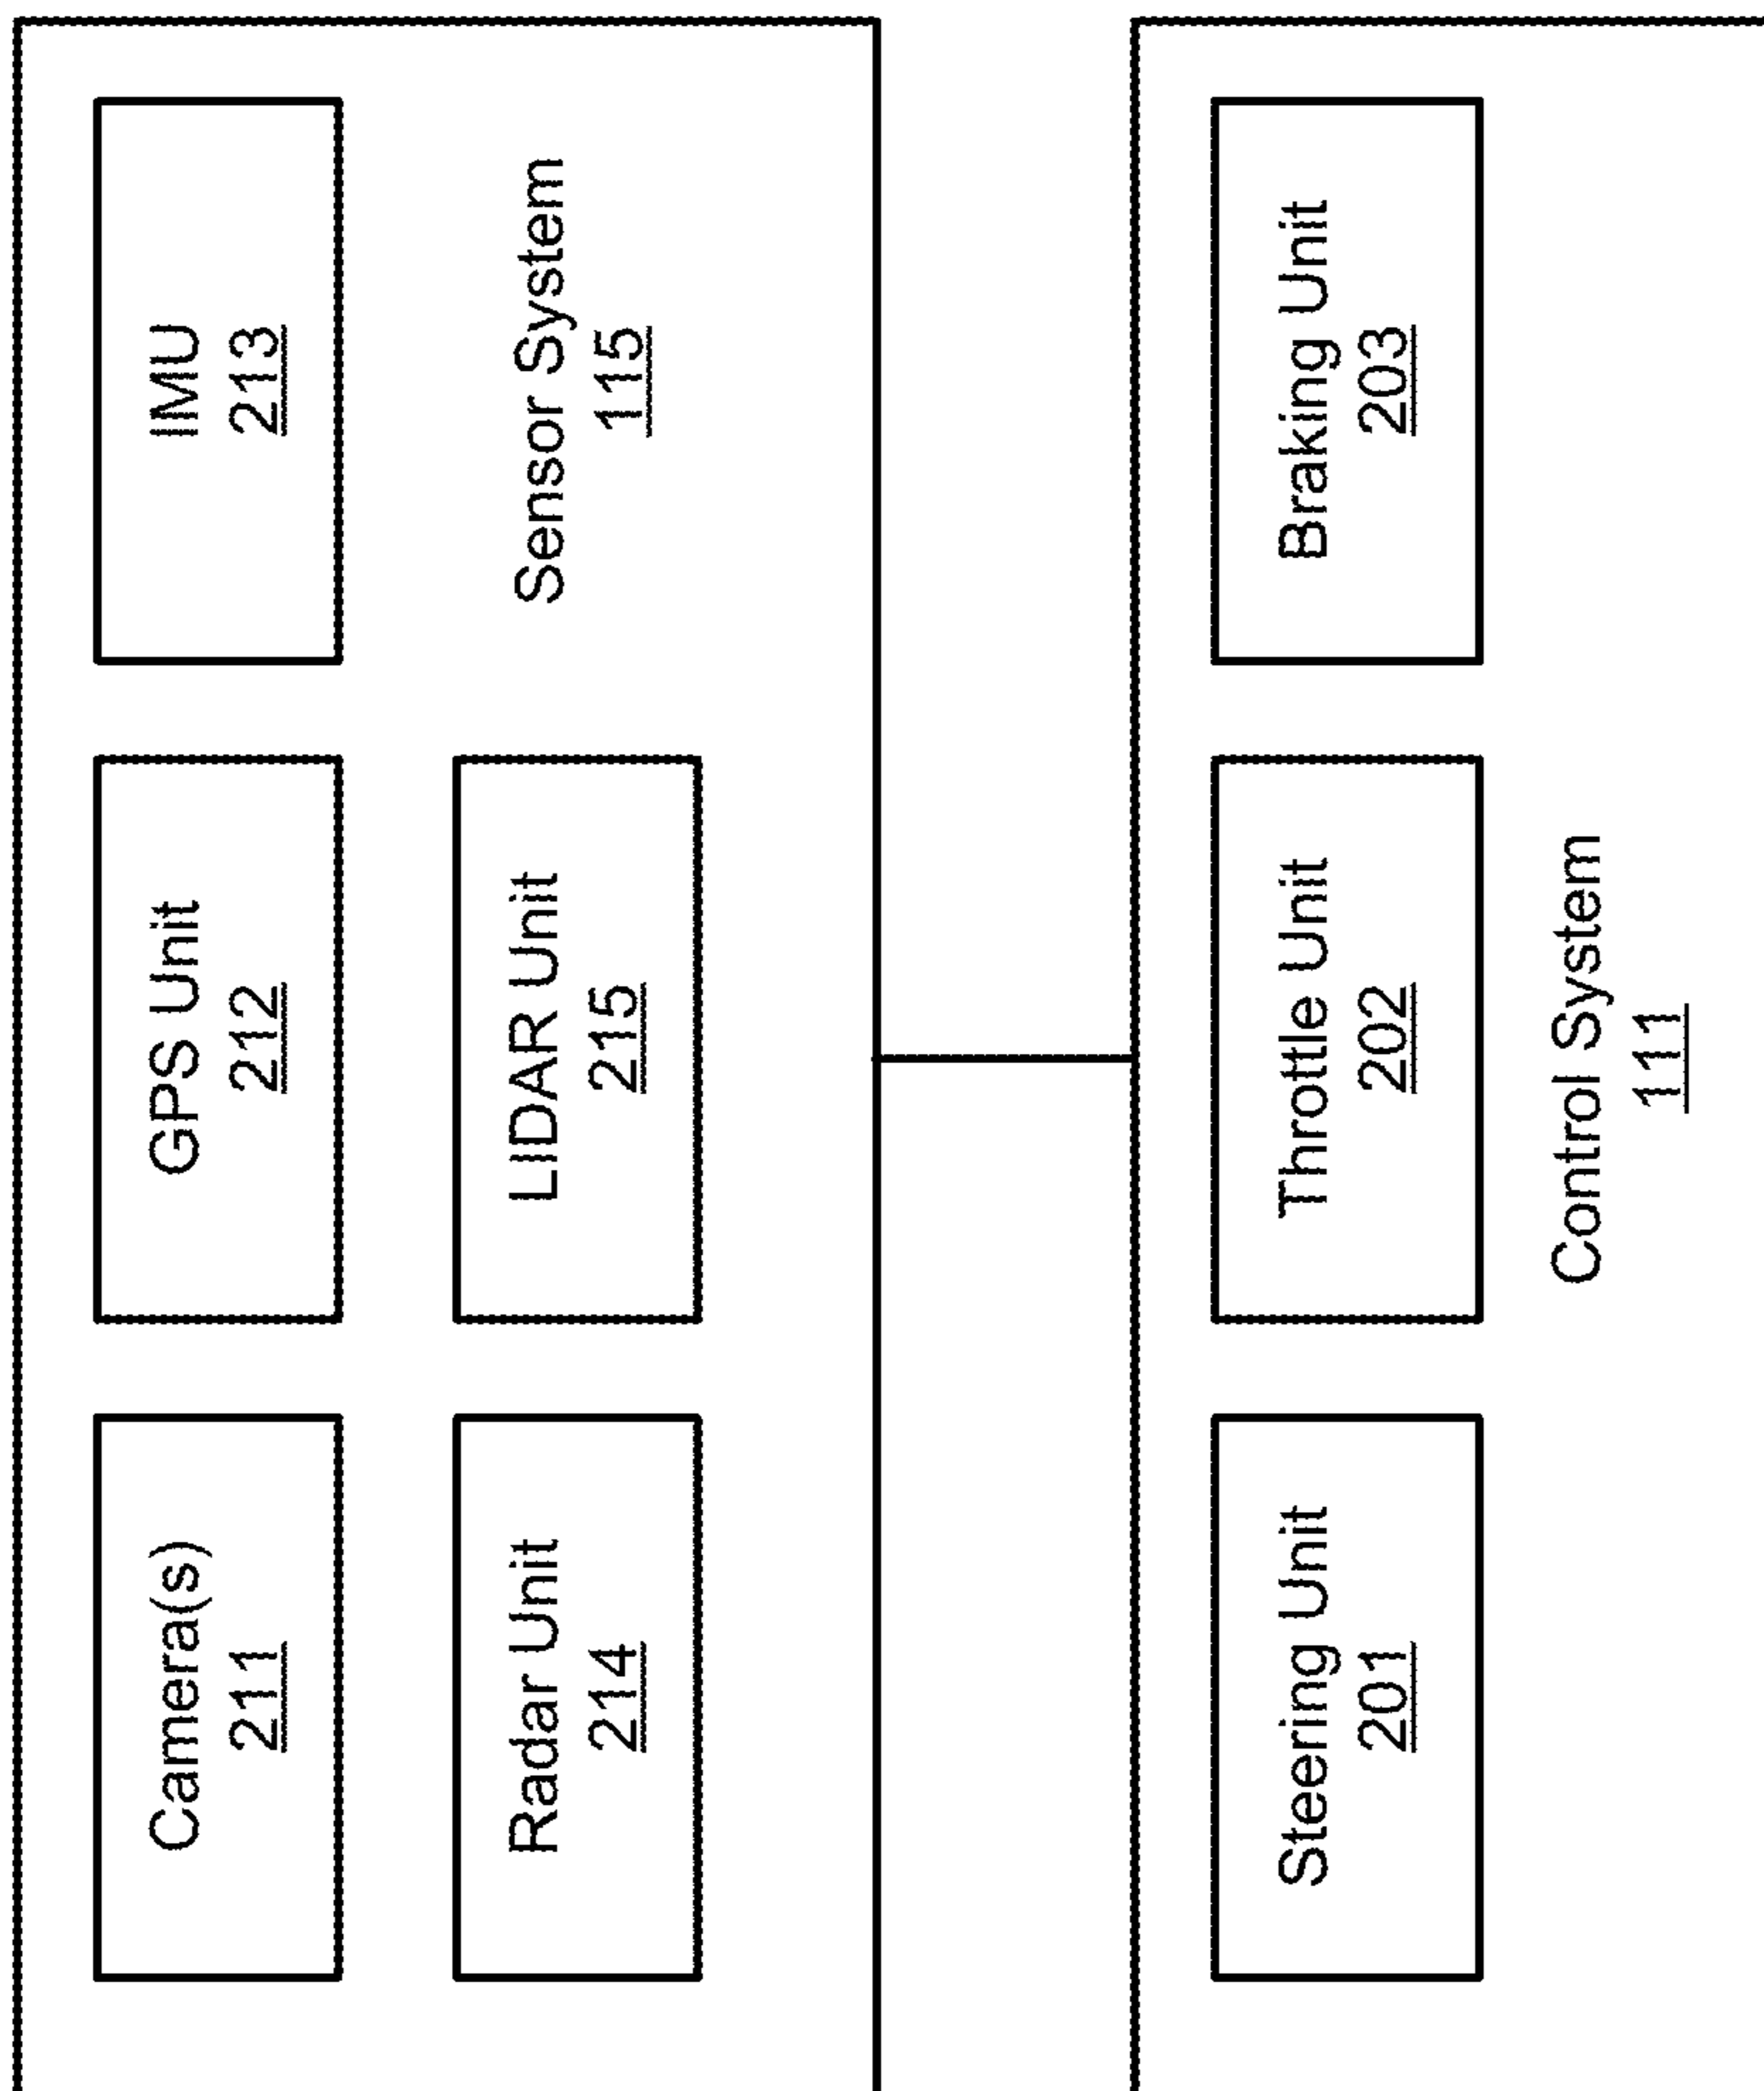 Camera(s)
211
GPS Unit
212
IMU
213
Radar Unit
214
LIDAR Unit
215
Sensor System
115
Steering Unit
201
Throttle Unit
202
Braking Unit
203
Control System
111